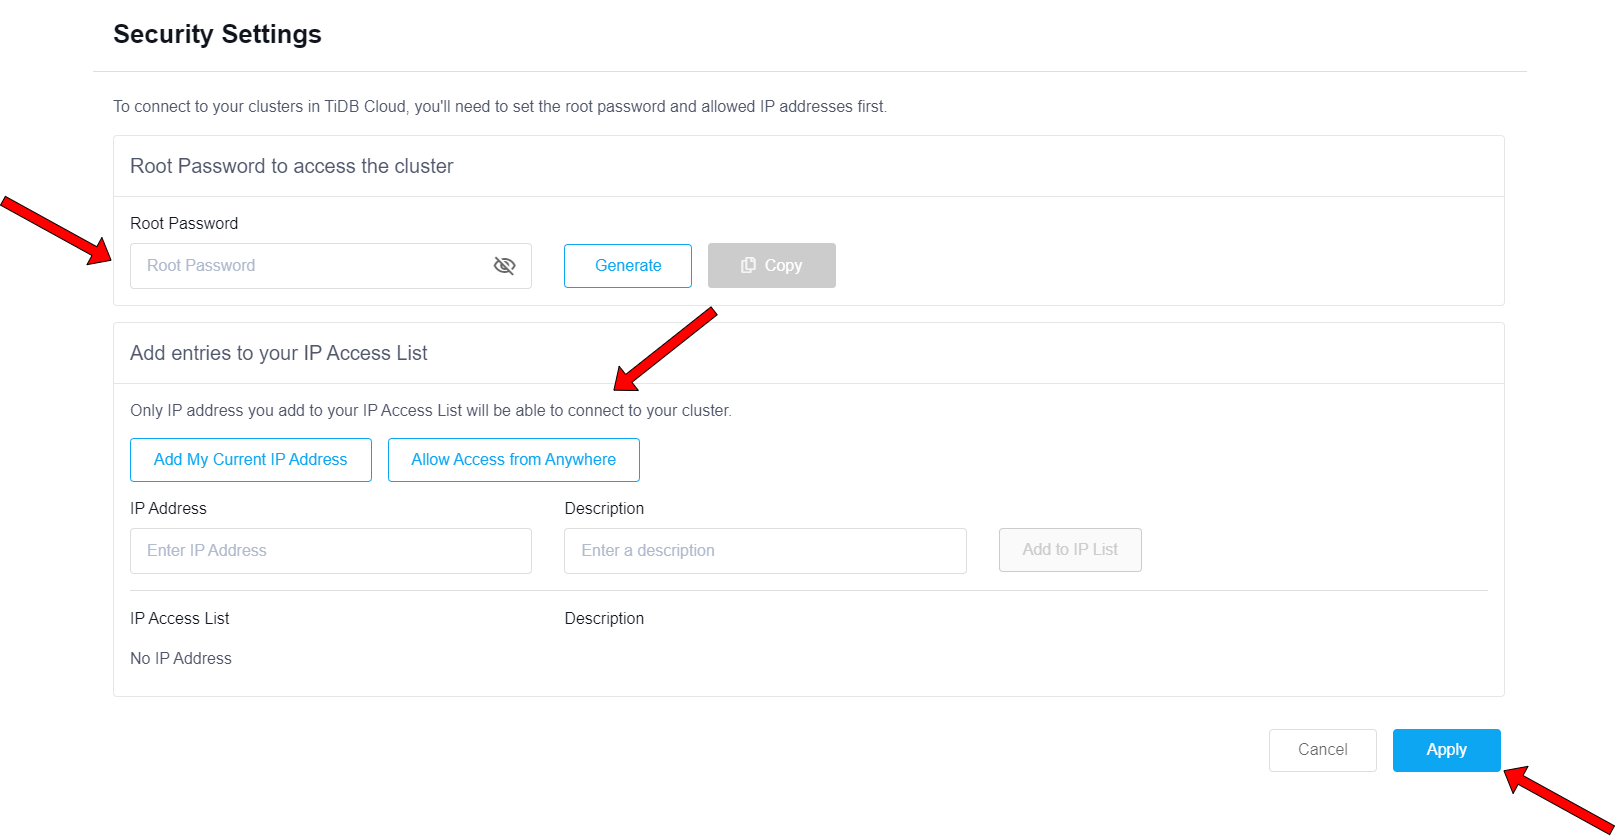 Security Settings
To connect to your clusters in TiDB Cloud, you'll need to set the root password and allowed IP addresses first.
Root Password to access the cluster
Root Password
Root Password
Generate
Copy
Add entries to your IP Access List
Only IP address you add to your IP Access List will be able to connect to your cluster.
Add My Current IP Address
Allow Access from Anywhere
IP Address
Description
Enter IP Address
Enter a description
Add to IP List
IP Access List
Description
No IP Address
Cancel
Apply